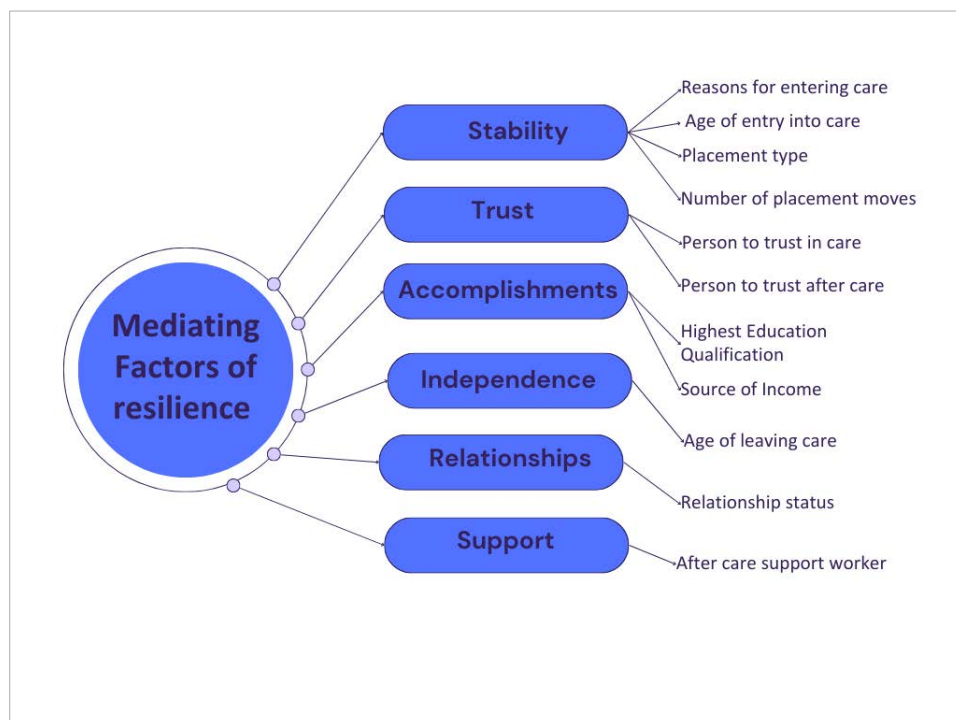 Mediating
Factors of
resilience
Stability
Reasons for entering care
Age of entry into care
Placement type
Number of placement moves
Trust
Person to trust in care
Person to trust after care
Accomplishments
Highest Education
Qualification
Source of Income
Independence
Age of leaving care
Relationships
Relationship status
Support
After care support worker